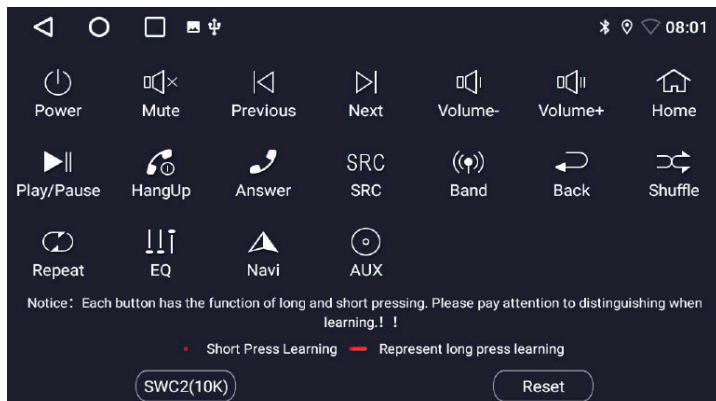 08:01
Power Mute Previous Next Volume- Volume+ Home
SRC
Play/Pause HangUp Answer SRC Band Back Shuffle
Repeat EQ Navi AUX
Notice: Each button has the function of long and short pressing. Please pay attention to distinguishing when
learning.! !
Short Press Learning Represent long press learning
SWC2(10K) Reset